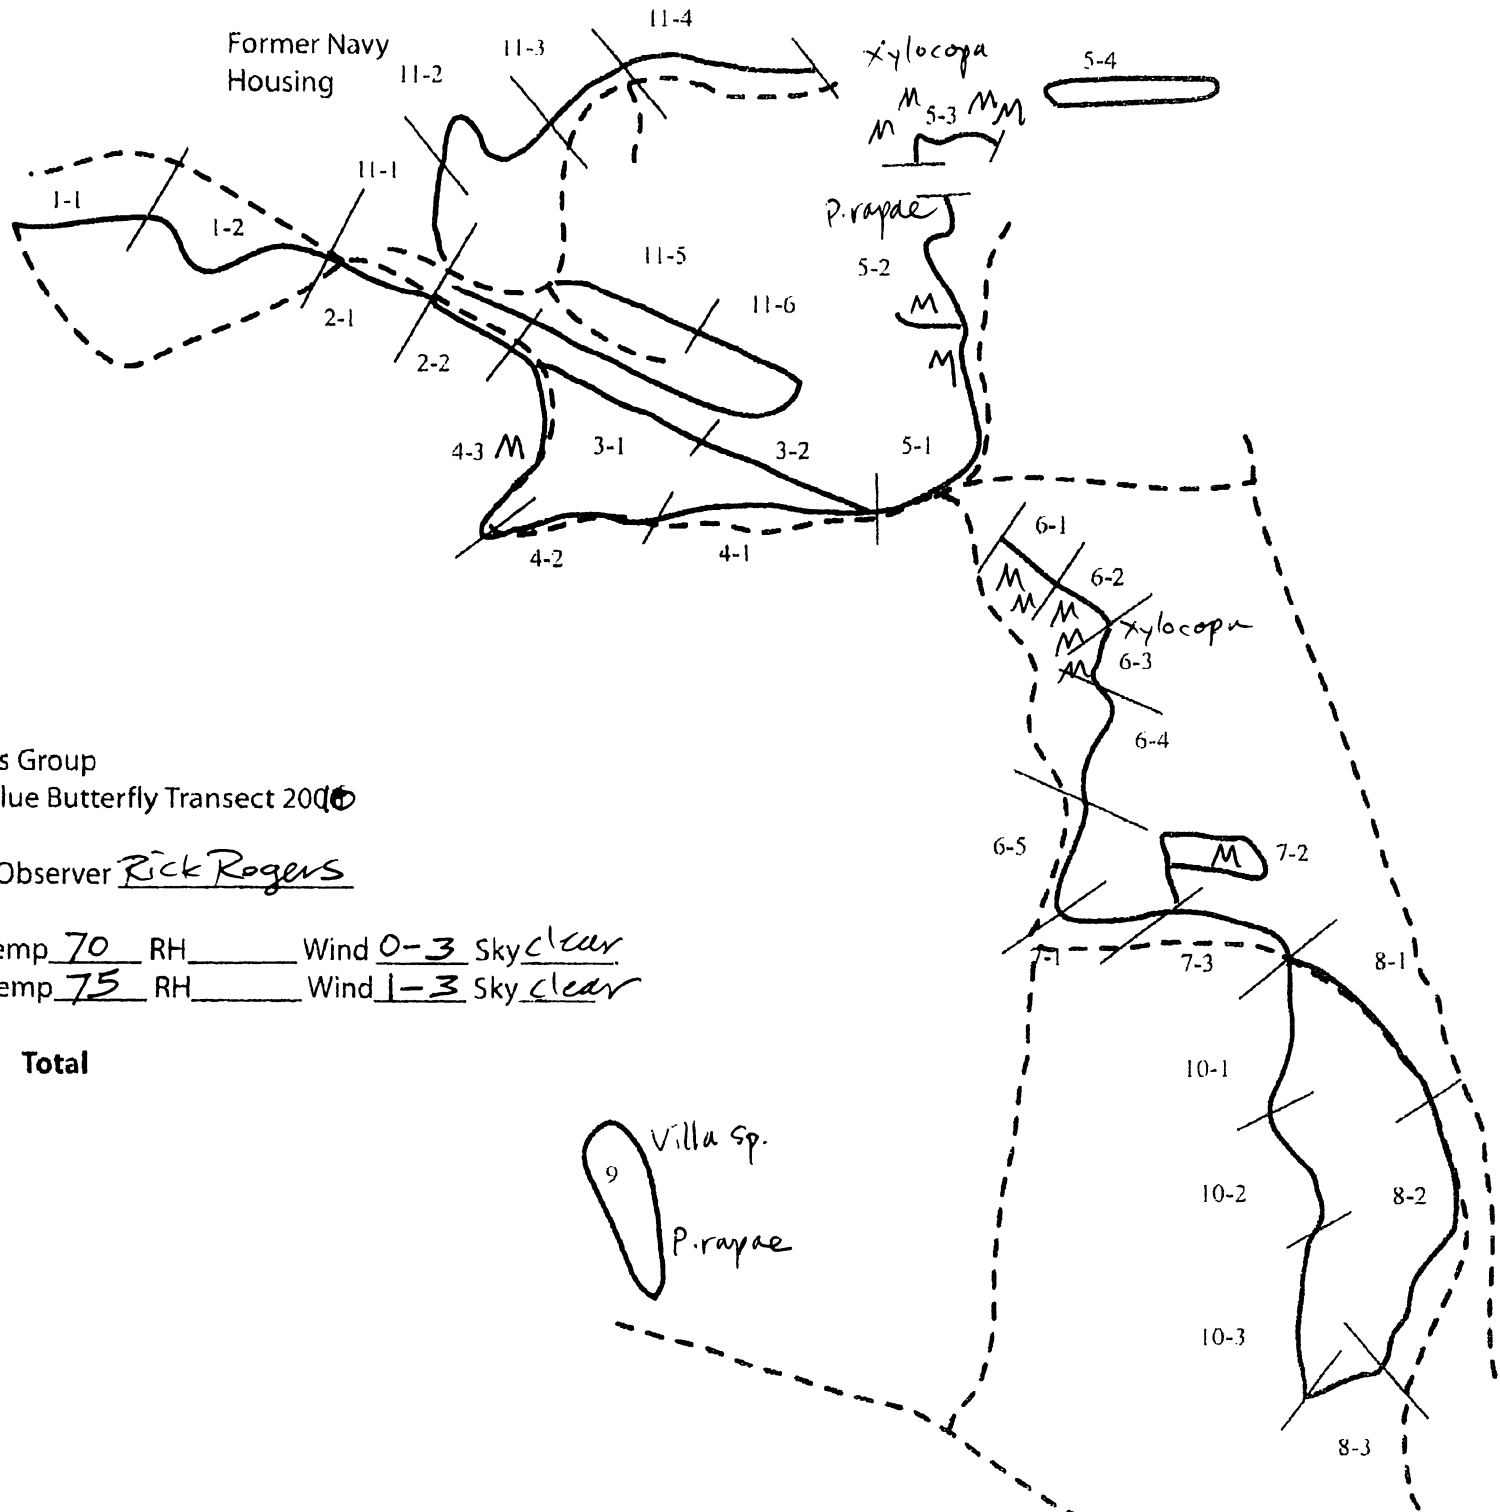 11-4
Former Navy
Housing
11-3
11-2
xylocopa
5-4
M M M M
5-3
11-1
1-1
1-2
P.rapae
11-5
5-2
11-6
2-1
M
2-2
M
4-3 M
3-1
3-2
5-1
4-2
4-1
6-1
6-2
M
M M
xylocopa
M
6-3
M
6-4
s Group
lue Butterfly Transect
6-5
M
7-2
Observer Rick Rogers
emp 70 RH Wind 0-3 Sky clear
emp 75 RH Wind 1-3 Sky clear
7-1
7-3
8-1
Total
10-1
Villa sp.
9
10-2
8-2
P.rapae
10-3
8-3